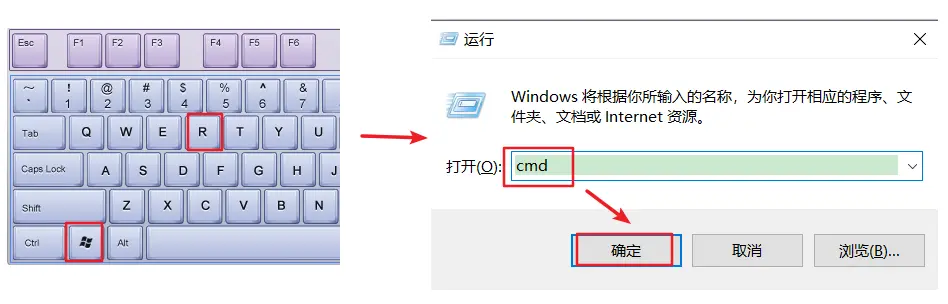 Esc F1 F2 F3 F4 F5 F6
~ ! @ # $ % ^ &
` 1 2 3 4 5 6 7
Tab Q W E R T Y U
Caps Lock A S D F G H J
Shift Z X C V B N
Ctrl Alt
运行
Windows 将根据你所输入的名称，为你打开相应的程序、文
件夹、文档或 Internet 资源。
打开(O): cmd
确定 取消 浏览(B)...